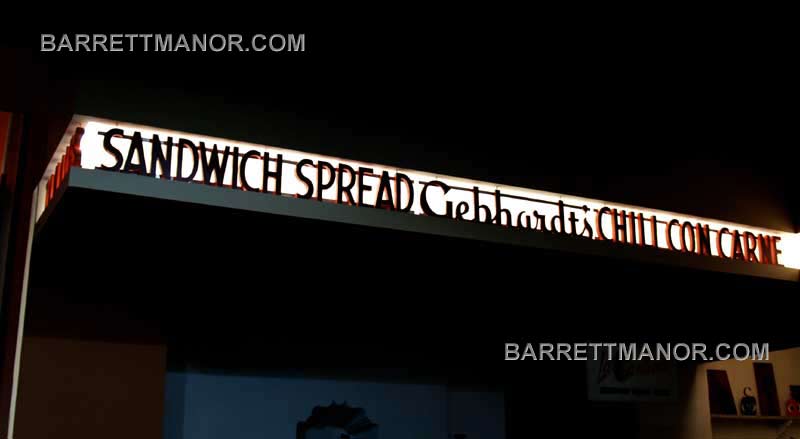 BARRETTMANOR.COM
SANDWICH SPREAD Gebhardt's CHILI CON CARNE
BARRETTMANOR.COM